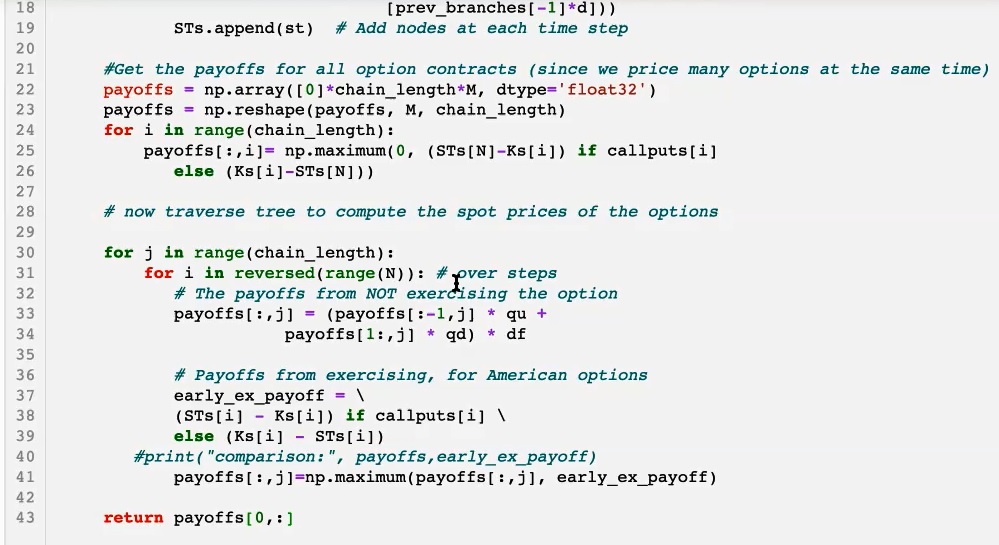 18 [prev_branches[-1]*d]))
19 STs.append(st)  # Add nodes at each time step
20
21 #Get the payoffs for all option contracts (since we price many options at the same time)
22 payoffs = np.array([0]*chain_length*M, dtype='float32')
23 payoffs = np.reshape(payoffs, M, chain_length)
24 for i in range(chain_length):
25 payoffs[:,i]= np.maximum(0, (STs[N]-Ks[i]) if callputs[i]
26 else (Ks[i]-STs[N]))
27
28 # now traverse tree to compute the spot prices of the options
29
30 for j in range(chain_length):
31 for i in reversed(range(N)): # over steps
32 # The payoffs from NOT exercising the option
33 payoffs[:,j] = (payoffs[:-1,j] * qu +
34 payoffs[1:,j] * qd) * df
35
36 # Payoffs from exercising, for American options
37 early_ex_payoff = \
38 (STs[i] - Ks[i]) if callputs[i] \
39 else (Ks[i] - STs[i])
40 #print("comparison:", payoffs,early_ex_payoff)
41 payoffs[:,j]=np.maximum(payoffs[:,j], early_ex_payoff)
42
43 return payoffs[0,:]